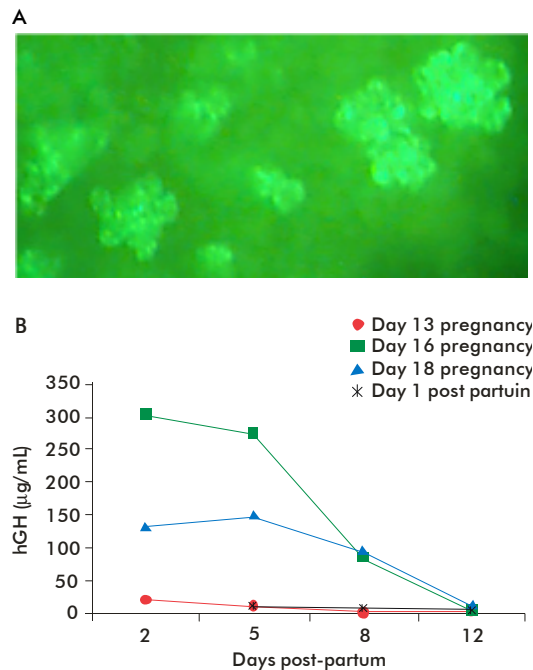 A
B
Day 13 pregnancy
Day 16 pregnancy
Day 18 pregnancy
Day 1 post partuin
350
300
250
200
150
100
50
0
hGH (µg/mL)
2 5 8 12
Days post-partum